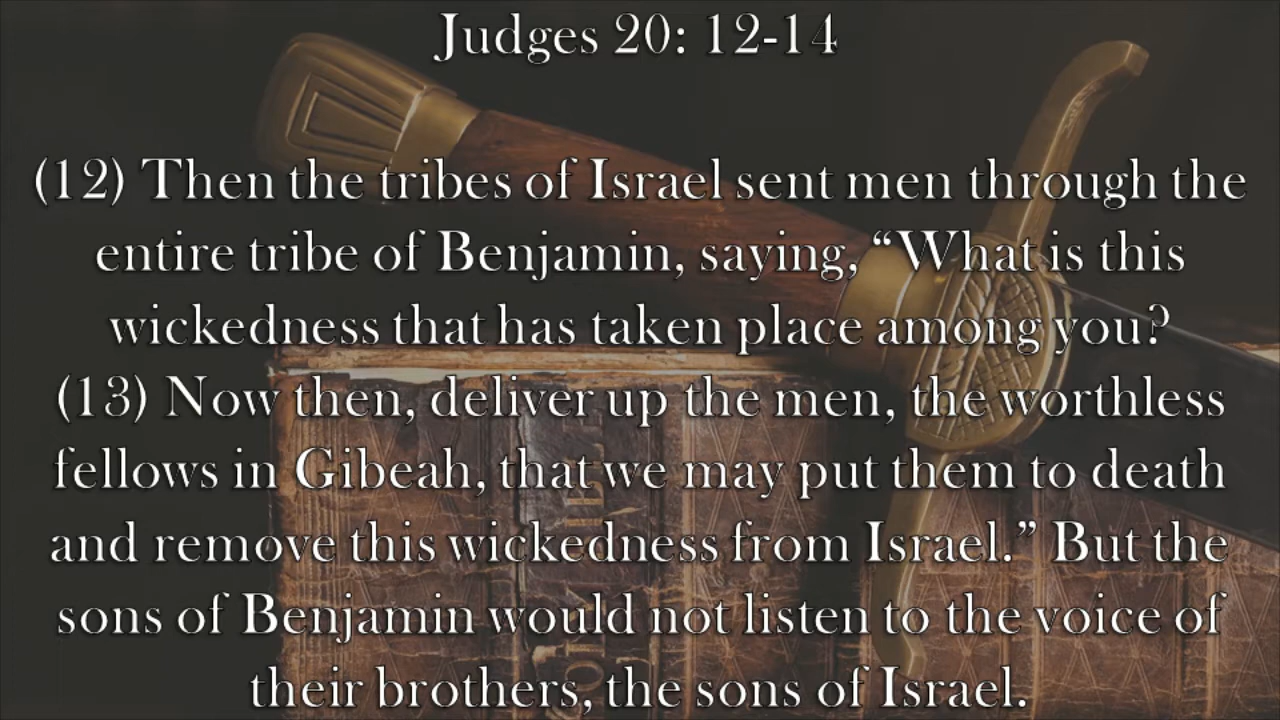 Judges 20: 12-14
(12) Then the tribes of Israel sent men through the
entire tribe of Benjamin, saying, “What is this
wickedness that has taken place among you?
(13) Now then, deliver up the men, the worthless
fellows in Gibeah, that we may put them to death
and remove this wickedness from Israel.” But the
sons of Benjamin would not listen to the voice of
their brothers, the sons of Israel.